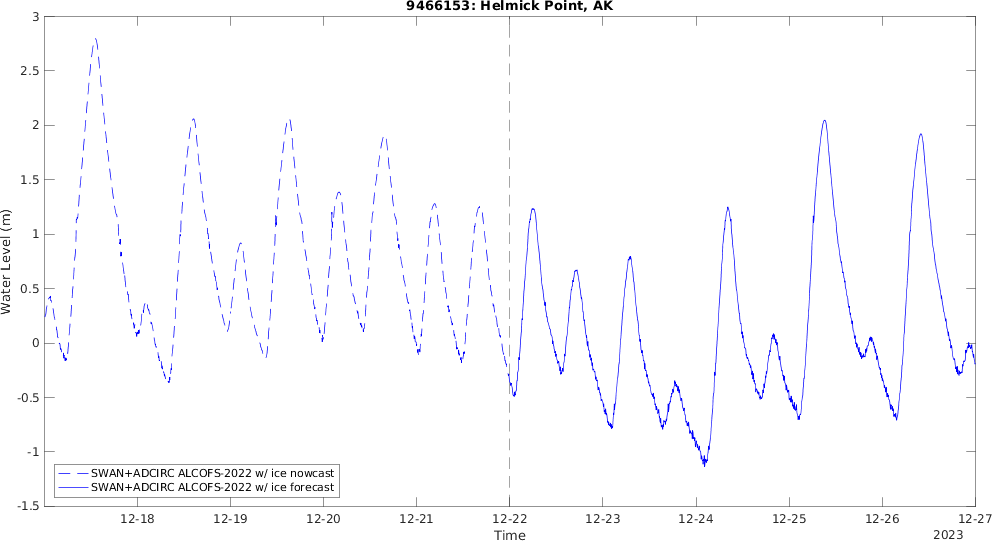 9466153: Helmick Point, AK
3
2.5
2
1.5
1
0.5
0
-0.5
-1
-1.5
Water Level (m)
SWAN+ADCIRC ALCOFS-2022 w/ ice nowcast
SWAN+ADCIRC ALCOFS-2022 w/ ice forecast
12-18 12-19 12-20 12-21 12-22 12-23 12-24 12-25 12-26 12-27
Time
2023